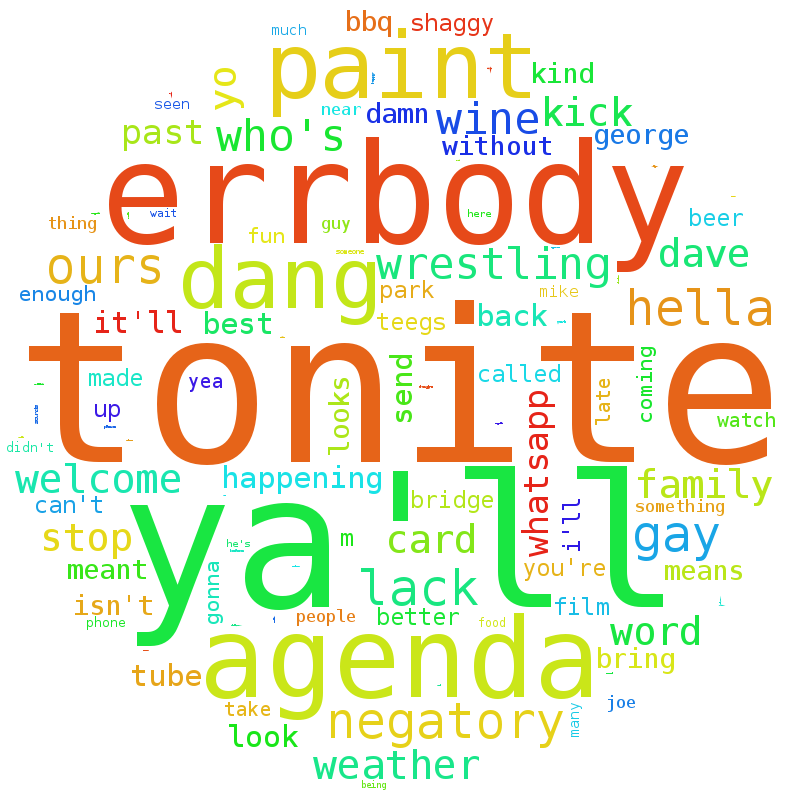 much
bbq
shaggy
paint
kind
yo
seen
near
damn
wine
kick
past
who's
without
george
errbody
wait
here
thing
guy
beer
fun
someone
ours
dang
wrestling
dave
enough
park
mike
hella
it'll
best
teegs
back
tonite
made
yea
looks
send
called
late
coming
up
whatsapp
watch
didn't
welcome
happening
family
can't
ya'll
bridge
i'll
something
stop
he's
m
card
gay
meant
gonna
lack
you're
means
isn't
people
better
film
phone
food
word
agenda
bring
tube
take
negatory
many
joe
look
weather
being